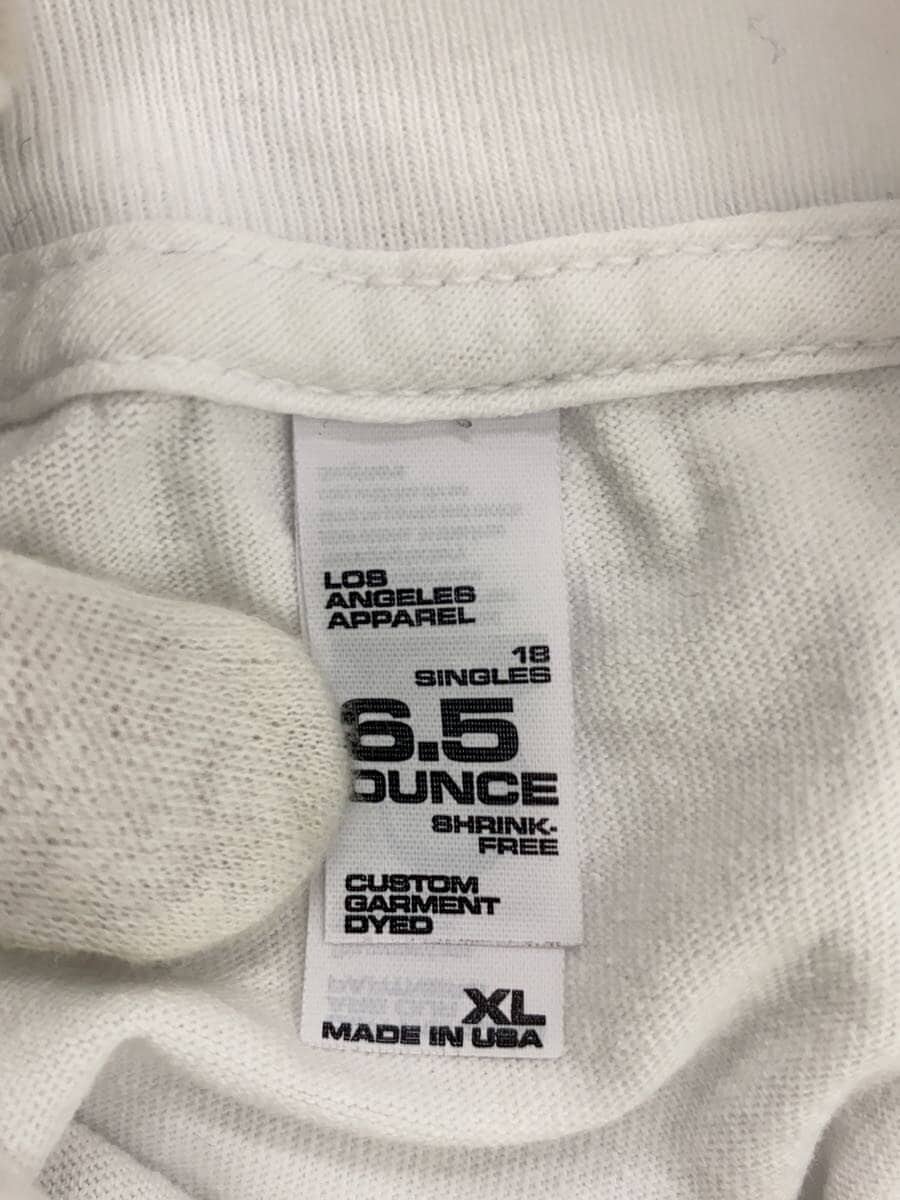 LOS
ANGELES
APPAREL
18
SINGLES
6.5
OUNCE
SHRINK-
FREE
CUSTOM
GARMENT
DYED
XL
MADE IN USA